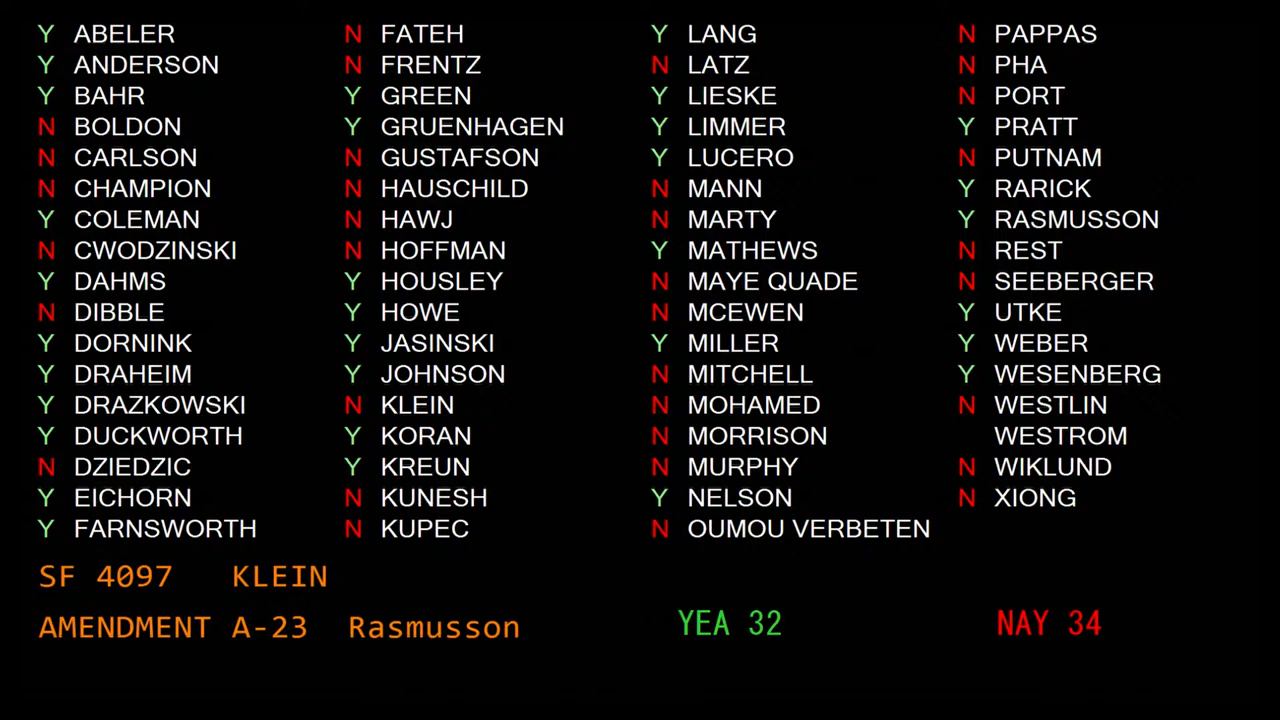 Y ABELER N FATEH Y LANG N PAPPAS
Y ANDERSON N FRENTZ N LATZ N PHA
Y BAHR Y GREEN Y LIESKE N PORT
N BOLDON Y GRUENHAGEN Y LIMMER Y PRATT
N CARLSON N GUSTAFSON Y LUCERO N PUTNAM
N CHAMPION N HAUSCHILD N MANN Y RARICK
Y COLEMAN N HAWJ N MARTY Y RASMUSSON
N CWODZINSKI N HOFFMAN Y MATHEWS N REST
Y DAHMS Y HOUSLEY N MAYE QUADE N SEEBERGER
N DIBBLE Y HOWE N MCEWEN Y UTKE
Y DORNINK Y JASINSKI Y MILLER Y WEBER
Y DRAHEIM Y JOHNSON N MITCHELL Y WESENBERG
Y DRAZKOWSKI N KLEIN N MOHAMED N WESTLIN
Y DUCKWORTH Y KORAN N MORRISON WESTROM
N DZIEDZIC Y KREUN N MURPHY N WIKLUND
Y EICHORN N KUNESH Y NELSON N XIONG
Y FARNSWORTH N KUPEC N OUMOU VERBETEN
SF 4097 KLEIN
AMENDMENT A-23 Rasmusson YEA 32 NAY 34